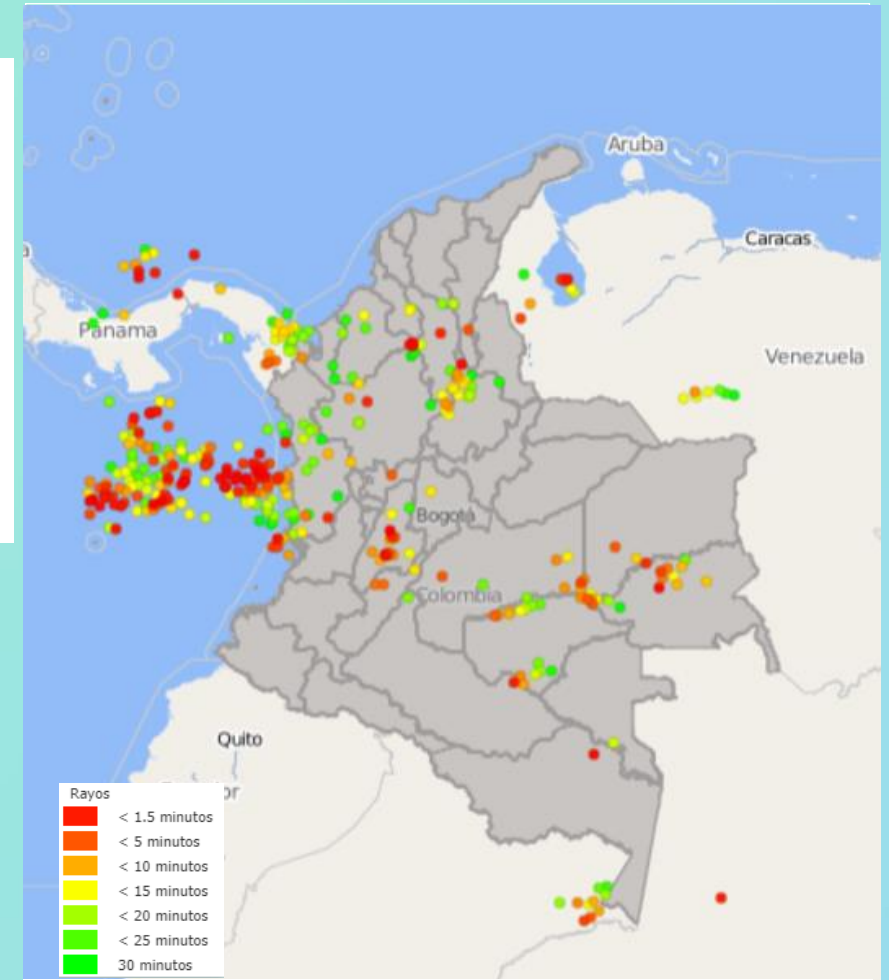 Aruba
Caracas
a
Panama
Venezuela
Bogotá
Colombia
Quito
or
Rayos
< 1.5 minutos
< 5 minutos
< 10 minutos
< 15 minutos
< 20 minutos
< 25 minutos
30 minutos